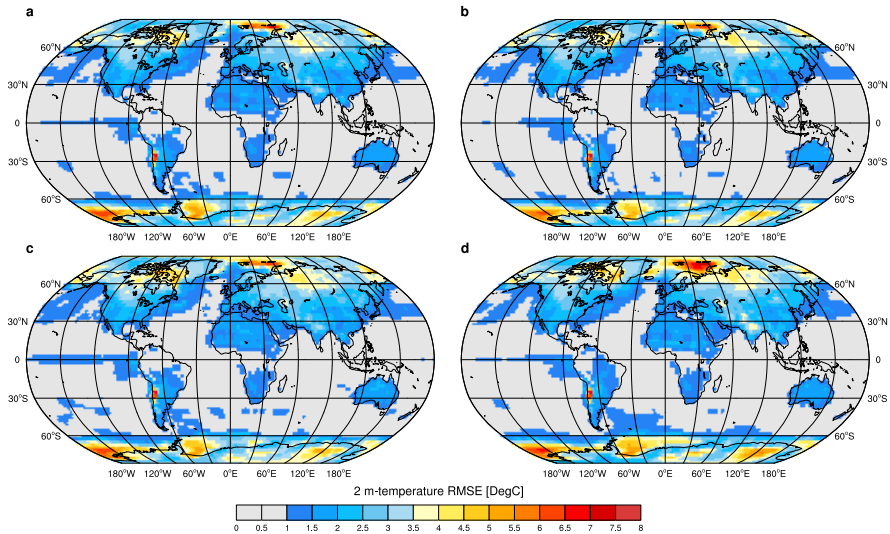 a b
60°N 60°N
30°N 30°N
0 0
30°S 30°S
60°S 60°S
180°W 120°W 60°W 0°E 60°E 120°E 180°E 180°W 120°W 60°W 0°E 60°E 120°E 180°E
c d
60°N 60°N
30°N 30°N
0 0
30°S 30°S
60°S 60°S
180°W 120°W 60°W 0°E 60°E 120°E 180°E 180°W 120°W 60°W 0°E 60°E 120°E 180°E
2 m-temperature RMSE [DegC]
0 0.5 1 1.5 2 2.5 3 3.5 4 4.5 5 5.5 6 6.5 7 7.5 8